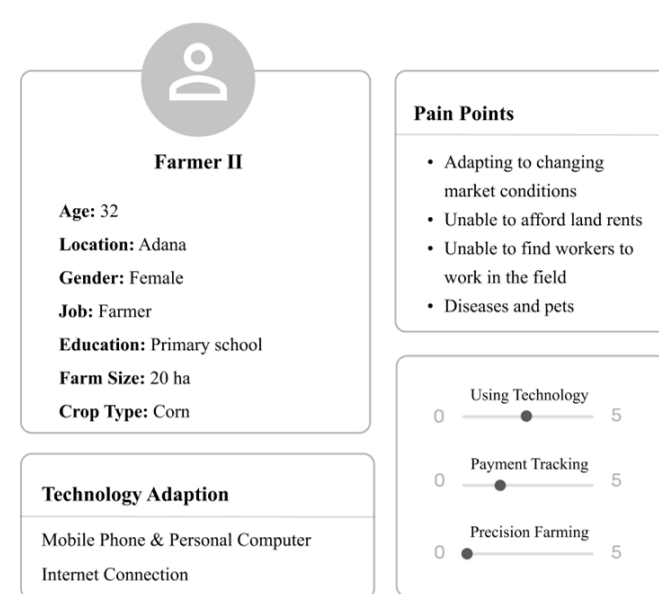 Farmer II
Age: 32
Location: Adana
Gender: Female
Job: Farmer
Education: Primary school
Farm Size: 20 ha
Crop Type: Corn
Technology Adaption
Mobile Phone & Personal Computer
Internet Connection
Pain Points
• Adapting to changing
market conditions
• Unable to afford land rents
• Unable to find workers to
work in the field
• Diseases and pets
Using Technology
0 5
Payment Tracking
0 5
Precision Farming
0 5